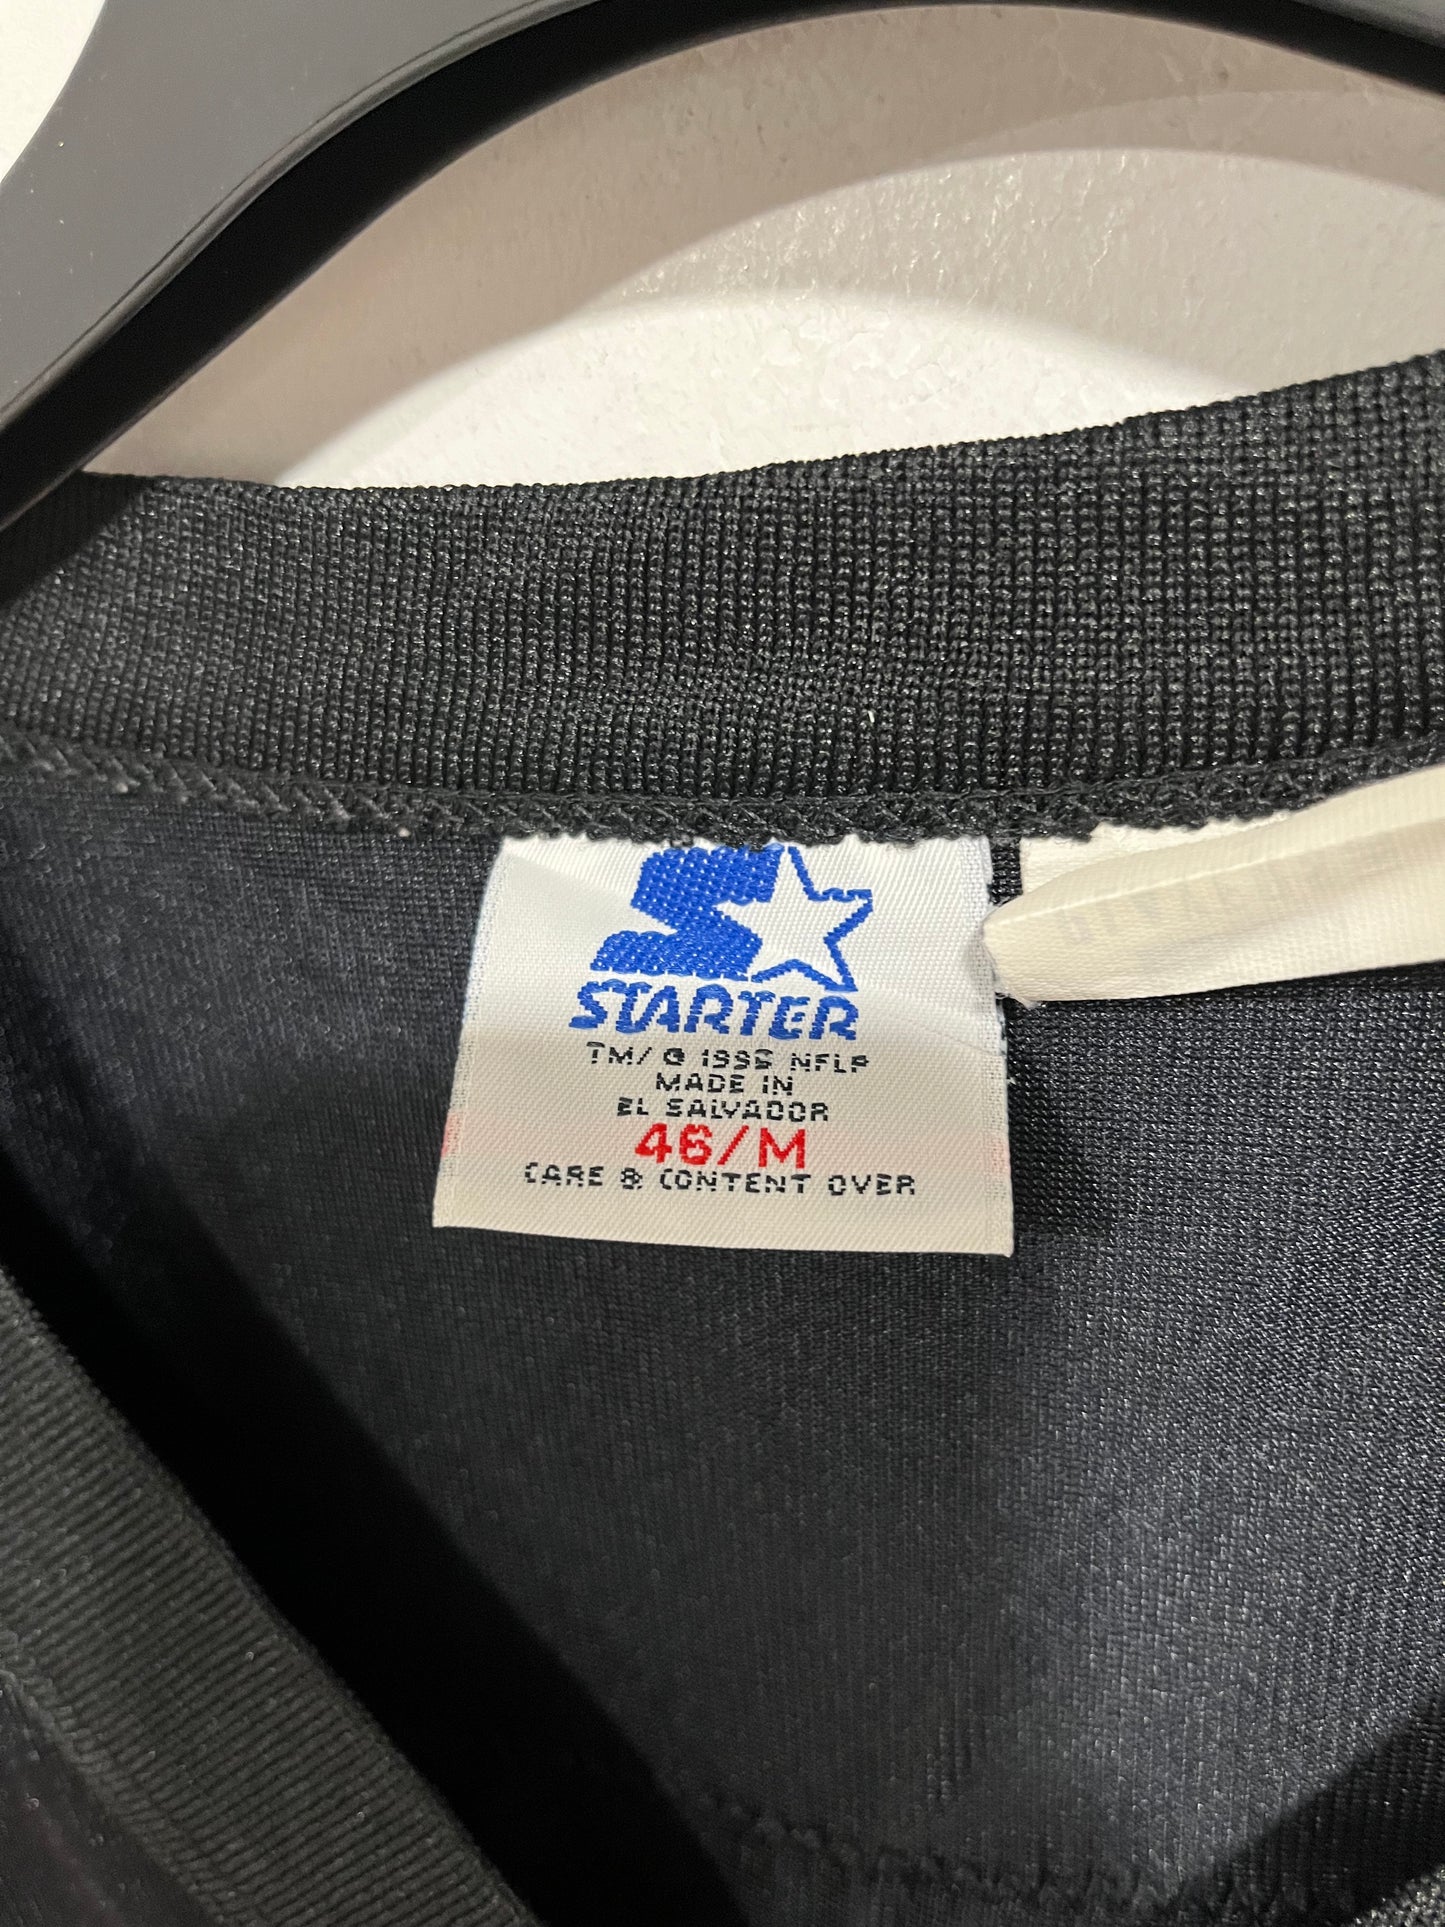 STARTER
TM/ © 1996 NFLP
MADE IN
EL SALVADOR
46/M
CARE & CONTENT OVER